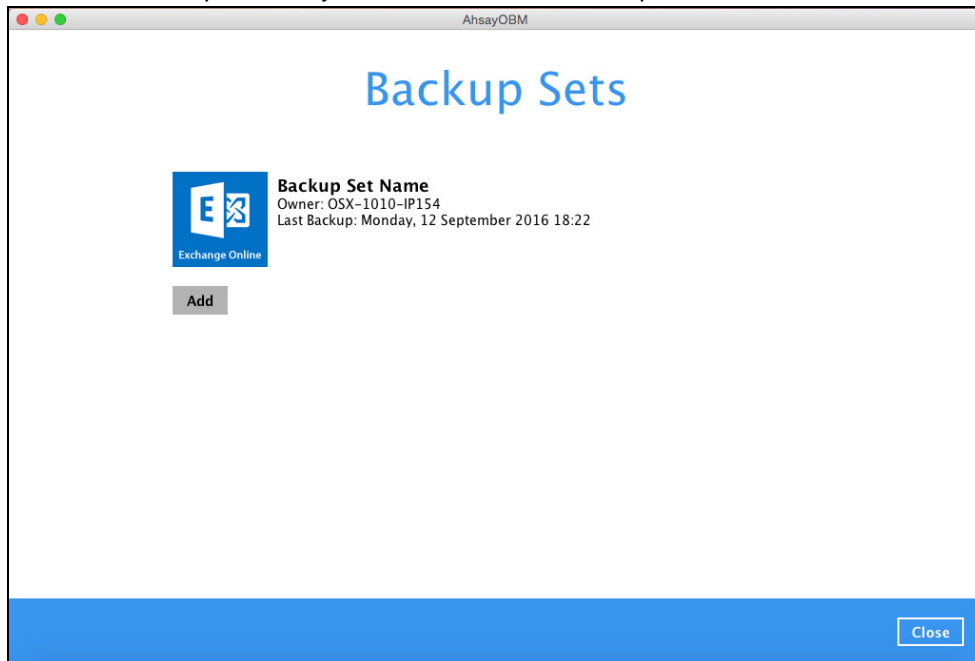 AhsayOBM
Backup Sets
E
Exchange Online
Backup Set Name
Owner: OSX-1010-IP154
Last Backup: Monday, 12 September 2016 18:22
Add
Close